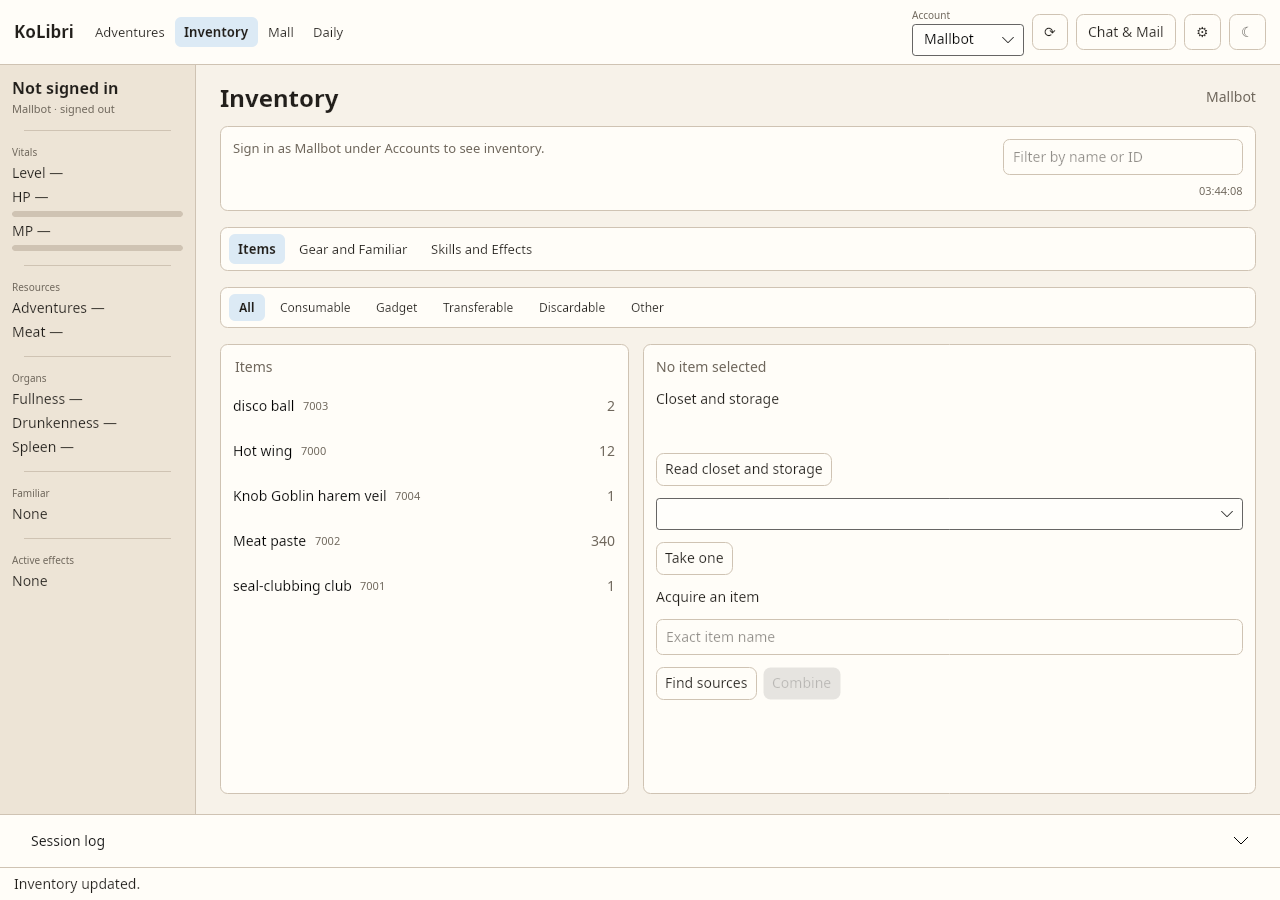 KoLibri
Adventures
Inventory
Mall
Daily
Account
Mallbot
⟳
Chat & Mail
⚙
☾
Not signed in
Mallbot · signed out
Vitals
Level —
HP —
MP —
Resources
Adventures —
Meat —
Organs
Fullness —
Drunkenness —
Spleen —
Familiar
None
Active effects
None
Inventory
Mallbot
Sign in as Mallbot under Accounts to see inventory.
Filter by name or ID
03:44:08
Items
Gear and Familiar
Skills and Effects
All
Consumable
Gadget
Transferable
Discardable
Other
Items
disco ball 7003 2
Hot wing 7000 12
Knob Goblin harem veil 7004 1
Meat paste 7002 340
seal-clubbing club 7001 1
No item selected
Closet and storage
Read closet and storage
Take one
Acquire an item
Exact item name
Find sources
Combine
Session log
Inventory updated.